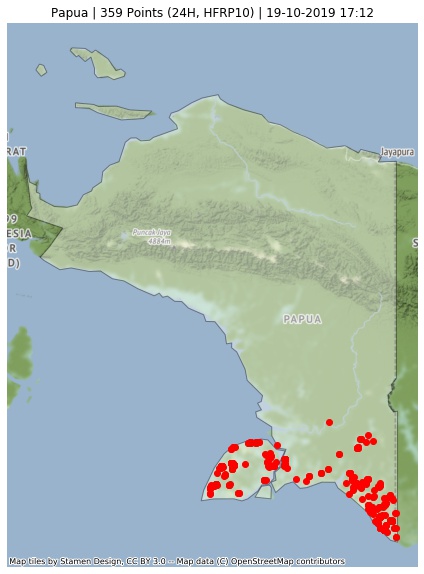 Papua | 359 Points (24H, HFRP10) | 19-10-2019 17:12
Jayapura
RAT
99
ESIA
R
D)
Puncak Jaya
4884m
S
PAPUA
Map tiles by Stamen Design, CC BY 3.0 -- Map data (C) OpenStreetMap contributors